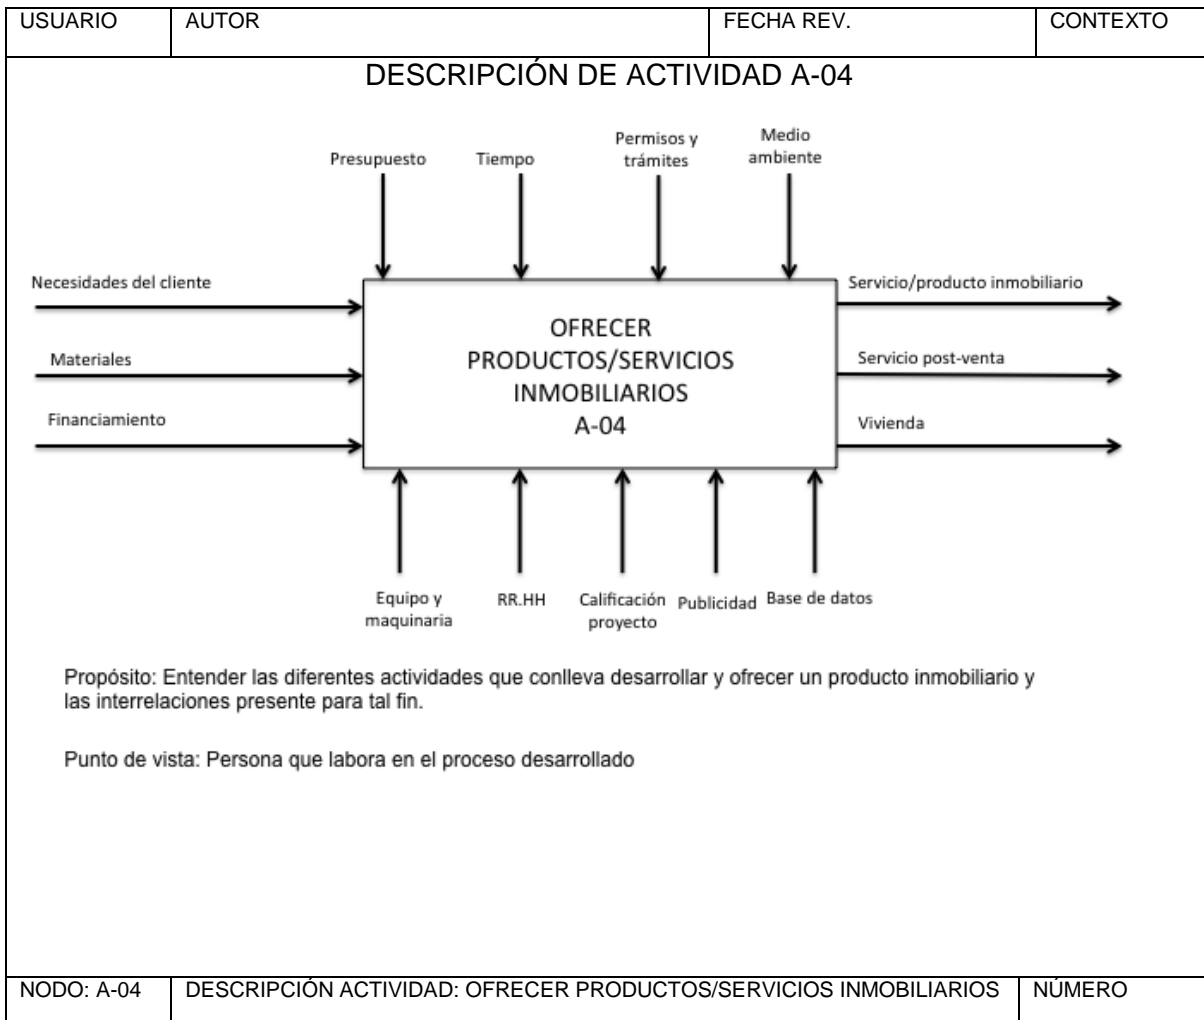 USUARIO
AUTOR
FECHA REV.
CONTEXTO
DESCRIPCIÓN DE ACTIVIDAD A-04
Presupuesto
Tiempo
Permisos y
trámites
Medio
ambiente
Necesidades del cliente
Materiales
Financiamiento
OFRECER
PRODUCTOS/SERVICIOS
INMOBILIARIOS
A-04
Servicio/producto inmobiliario
Servicio post-venta
Vivienda
Equipo y
maquinaria
RR.HH
Calificación
proyecto
Publicidad
Base de datos
Propósito: Entender las diferentes actividades que conlleva desarrollar y ofrecer un producto inmobiliario y
las interrelaciones presente para tal fin.
Punto de vista: Persona que labora en el proceso desarrollado
NODO: A-04
DESCRIPCIÓN ACTIVIDAD: OFRECER PRODUCTOS/SERVICIOS INMOBILIARIOS
NÚMERO